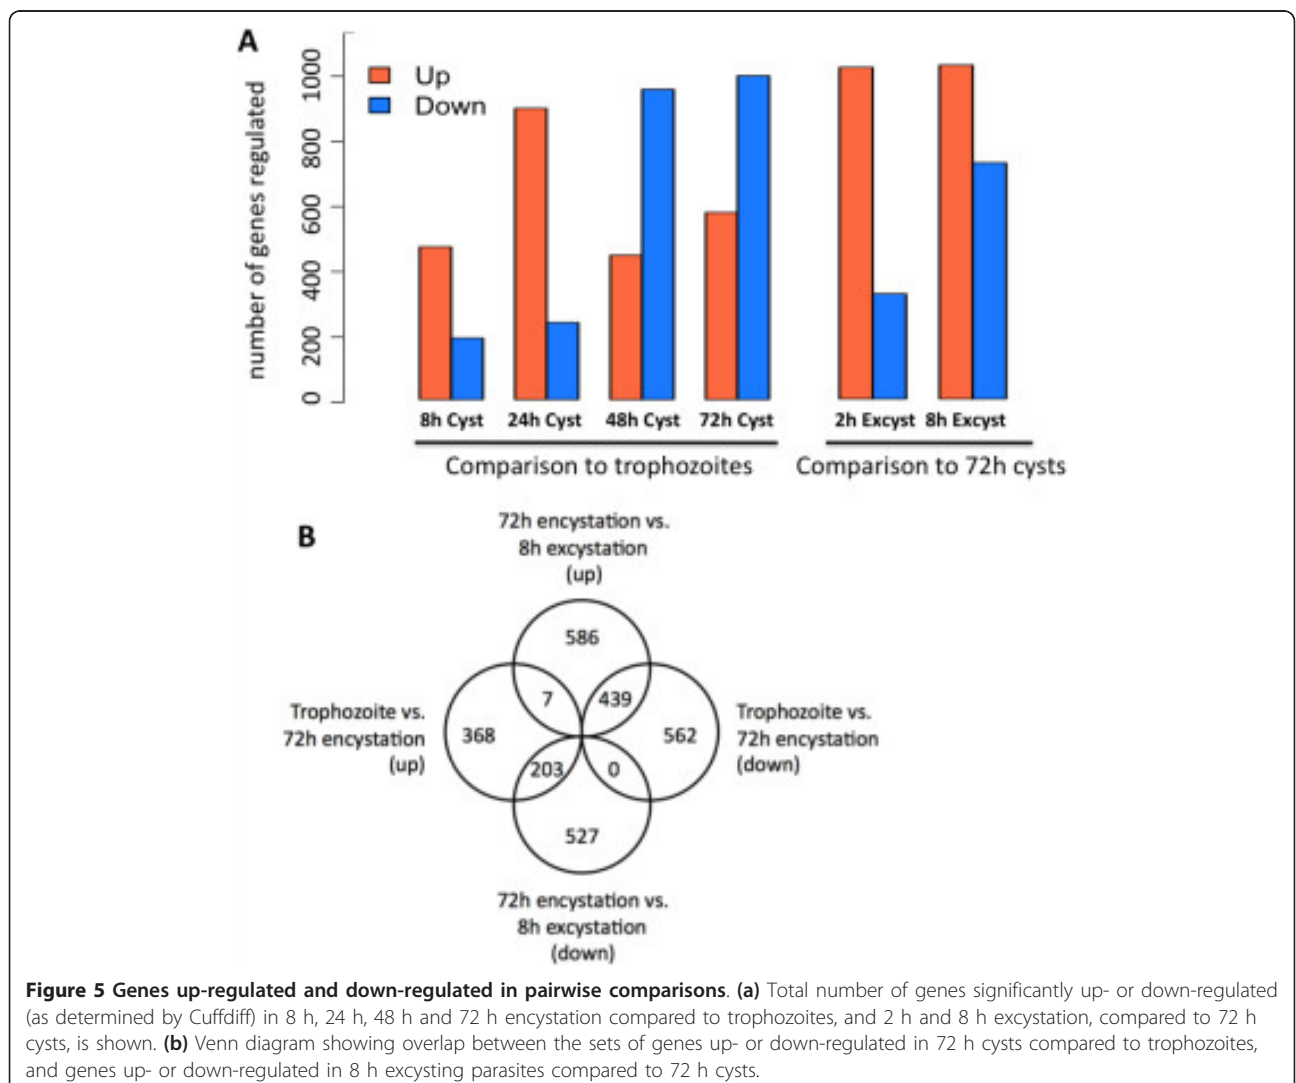 A
Up
Down
number of genes regulated
0
200
400
600
800
1000
8h Cyst 24h Cyst 48h Cyst 72h Cyst 2h Excyst 8h Excyst
Comparison to trophozoites Comparison to 72h cysts
B
72h encystation vs.
8h excystation
(up)
586
7
439
Trophozoite vs.
72h encystation
(up)
368
562
Trophozoite vs.
72h encystation
(down)
203
0
527
72h encystation vs.
8h excystation
(down)
Figure 5 Genes up-regulated and down-regulated in pairwise comparisons. (a) Total number of genes significantly up- or down-regulated
(as determined by Cuffdiff) in 8 h, 24 h, 48 h and 72 h encystation compared to trophozoites, and 2 h and 8 h excystation, compared to 72 h
cysts, is shown. (b) Venn diagram showing overlap between the sets of genes up- or down-regulated in 72 h cysts compared to trophozoites,
and genes up- or down-regulated in 8 h excysting parasites compared to 72 h cysts.